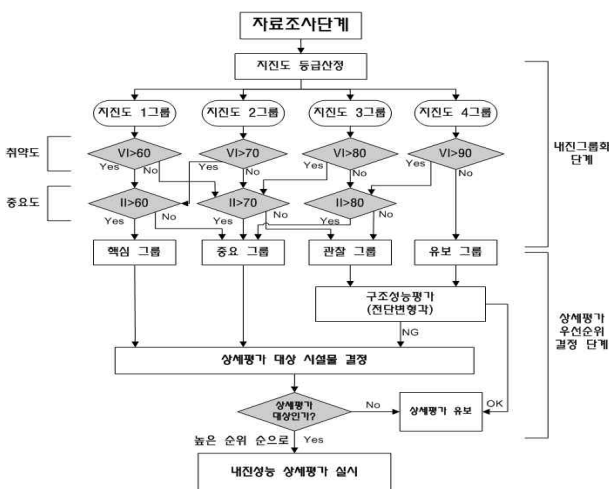 자료조사단계
지진도 등급산정
지진도 1그룹
지진도 2그룹
지진도 3그룹
지진도 4그룹
내진그룹화
단계
취약도
VI>60
VI>70
VI>80
VI>90
Yes
No
Yes
No
Yes
No
Yes
No
중요도
II>60
II>70
II>80
Yes
No
Yes
No
Yes
No
핵심 그룹
중요 그룹
관찰 그룹
유보 그룹
구조성능평가
(전단변형각)
상세평가
우선순위
결정 단계
NG
상세평가 대상 시설물 결정
상세평가
대상인가?
No
상세평가 유보
OK
높은 순위 순으로
Yes
내진성능 상세평가 실시